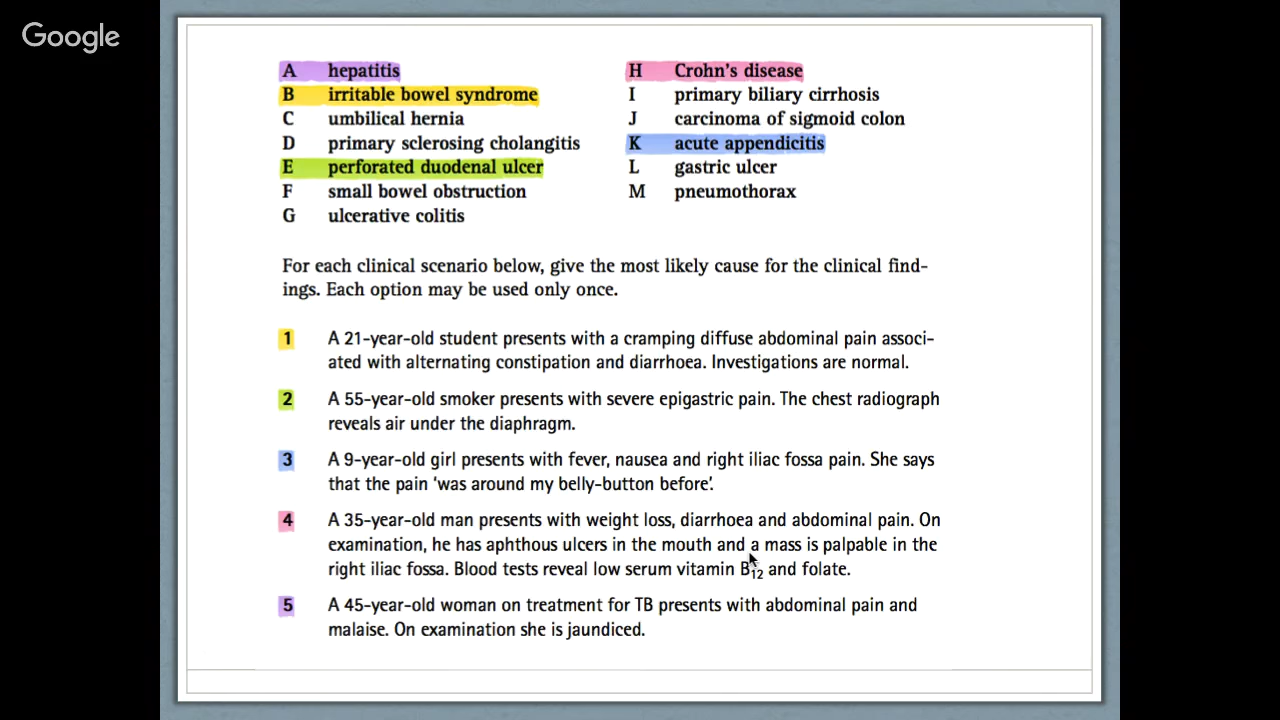 Google
A hepatitis
B irritable bowel syndrome
C umbilical hernia
D primary sclerosing cholangitis
E perforated duodenal ulcer
F small bowel obstruction
G ulcerative colitis
H Crohn's disease
I primary biliary cirrhosis
J carcinoma of sigmoid colon
K acute appendicitis
L gastric ulcer
M pneumothorax
For each clinical scenario below, give the most likely cause for the clinical find-
ings. Each option may be used only once.
1 A 21-year-old student presents with a cramping diffuse abdominal pain associ-
ated with alternating constipation and diarrhoea. Investigations are normal.
2 A 55-year-old smoker presents with severe epigastric pain. The chest radiograph
reveals air under the diaphragm.
3 A 9-year-old girl presents with fever, nausea and right iliac fossa pain. She says
that the pain 'was around my belly-button before'.
4 A 35-year-old man presents with weight loss, diarrhoea and abdominal pain. On
examination, he has aphthous ulcers in the mouth and a mass is palpable in the
right iliac fossa. Blood tests reveal low serum vitamin B12 and folate.
5 A 45-year-old woman on treatment for TB presents with abdominal pain and
malaise. On examination she is jaundiced.